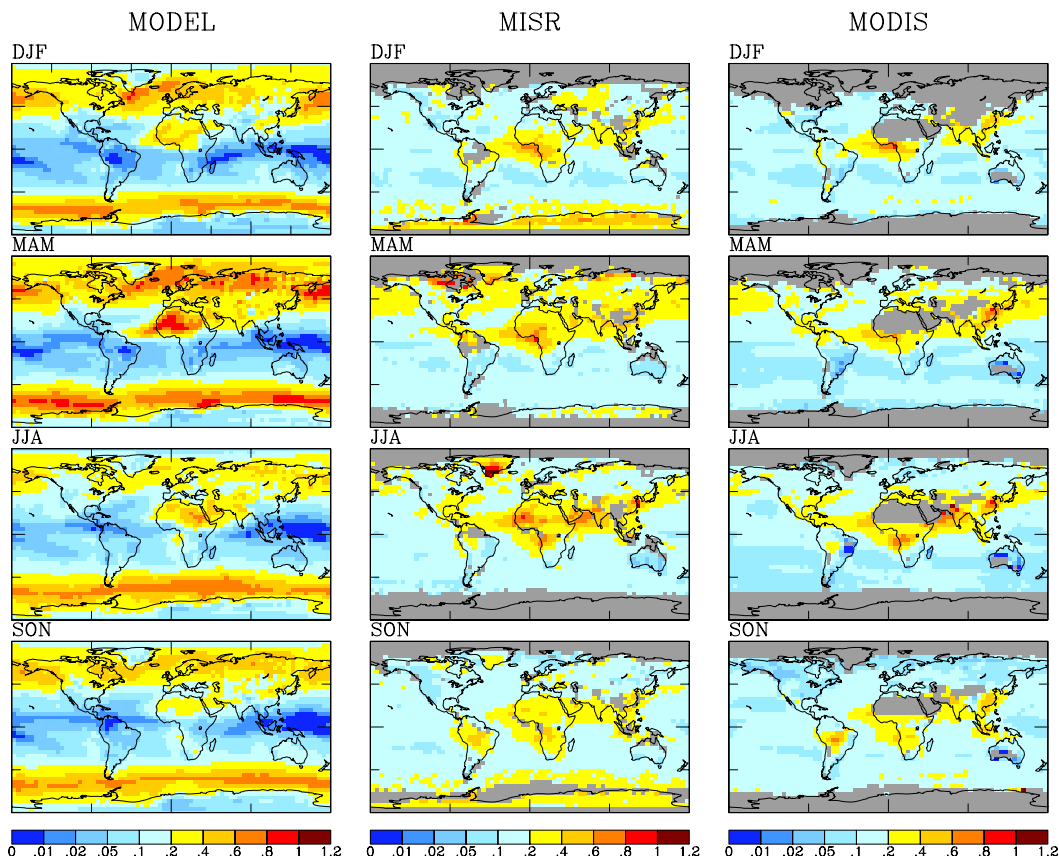 MODEL MISR MODIS
DJF DJF DJF
MAM MAM MAM
JJA JJA JJA
SON SON SON
0 .01 .02 .05 .1 .2 .4 .6 .8 1 1.2 0 .01 .02 .05 .1 .2 .4 .6 .8 1 1.2 0 .01 .02 .05 .1 .2 .4 .6 .8 1 1.2